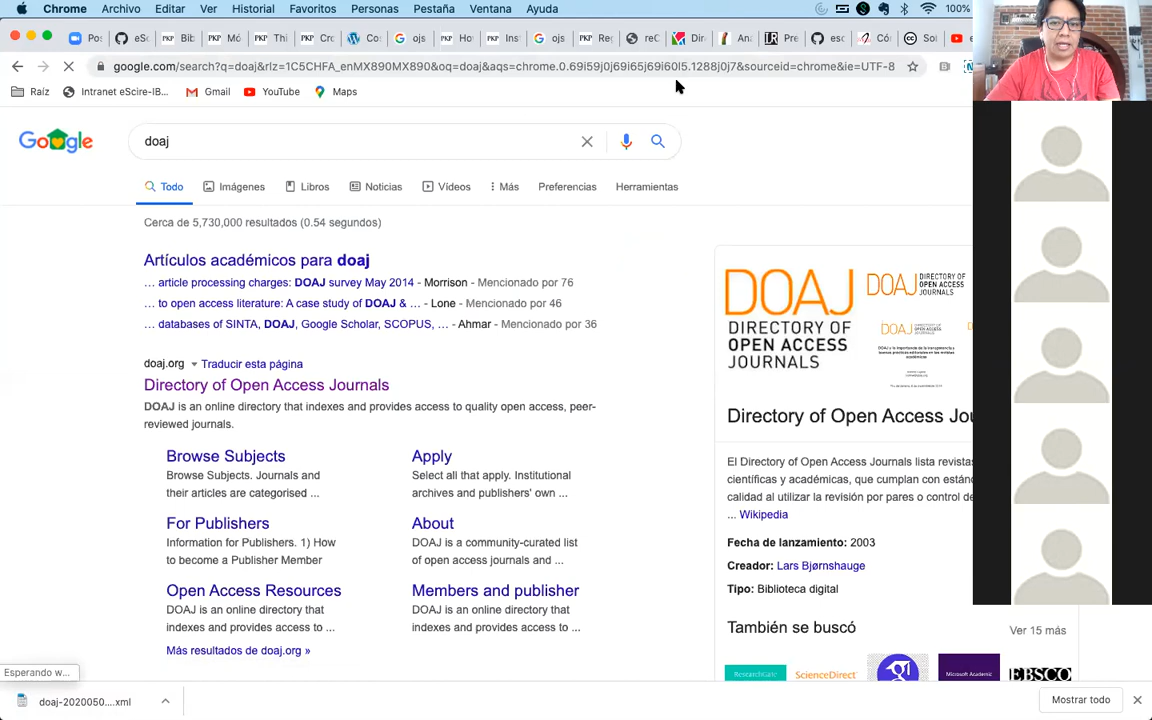 Chrome Archivo Editar Ver Historial Favoritos Personas Pestaña Ventana Ayuda 100%
google.com/search?q=doaj&rlz=1C5CHFA_enMX890MX890&oq=doaj&aqs=chrome.0.69i59j0j69i65j69i60l5.1288j0j7&sourceid=chrome&ie=UTF-8
Raíz Intranet eScire-IB... Gmail YouTube Maps
Google
doaj
Todo Imágenes Libros Noticias Vídeos Más Preferencias Herramientas
Cerca de 5,730,000 resultados (0.54 segundos)
Artículos académicos para doaj
... article processing charges: DOAJ survey May 2014 - Morrison - Mencionado por 76
... to open access literature: A case study of DOAJ & ... - Lone - Mencionado por 46
... databases of SINTA, DOAJ, Google Scholar, SCOPUS, ... - Ahmar - Mencionado por 36
doaj.org Traducir esta página
Directory of Open Access Journals
DOAJ is an online directory that indexes and provides access to quality open access, peer-
reviewed journals.
Browse Subjects
Browse Subjects. Journals and
their articles are categorised ...
Apply
Select all that apply. Institutional
archives and publishers' own ...
For Publishers
Information for Publishers. 1) How
to become a Publisher Member
About
DOAJ is a community-curated list
of open access journals and ...
Open Access Resources
DOAJ is an online directory that
indexes and provides access to ...
Members and publisher
DOAJ is an online directory that
indexes and provides access to ...
Más resultados de doaj.org »
DOAJ
DIRECTORY OF
OPEN ACCESS
JOURNALS
DOAJ DIRECTORY OF
OPEN ACCESS
JOURNALS
Directory of Open Access Jou
El Directory of Open Access Journals lista revistas
científicas y académicas, que cumplan con están
calidad al utilizar la revisión por pares o control de
... Wikipedia
Fecha de lanzamiento: 2003
Creador: Lars Bjørnshauge
Tipo: Biblioteca digital
También se buscó
Ver 15 más
ResearchGate ScienceDirect Microsoft Academic EBSCO
Esperando w...
doaj-2020050....xml
Mostrar todo